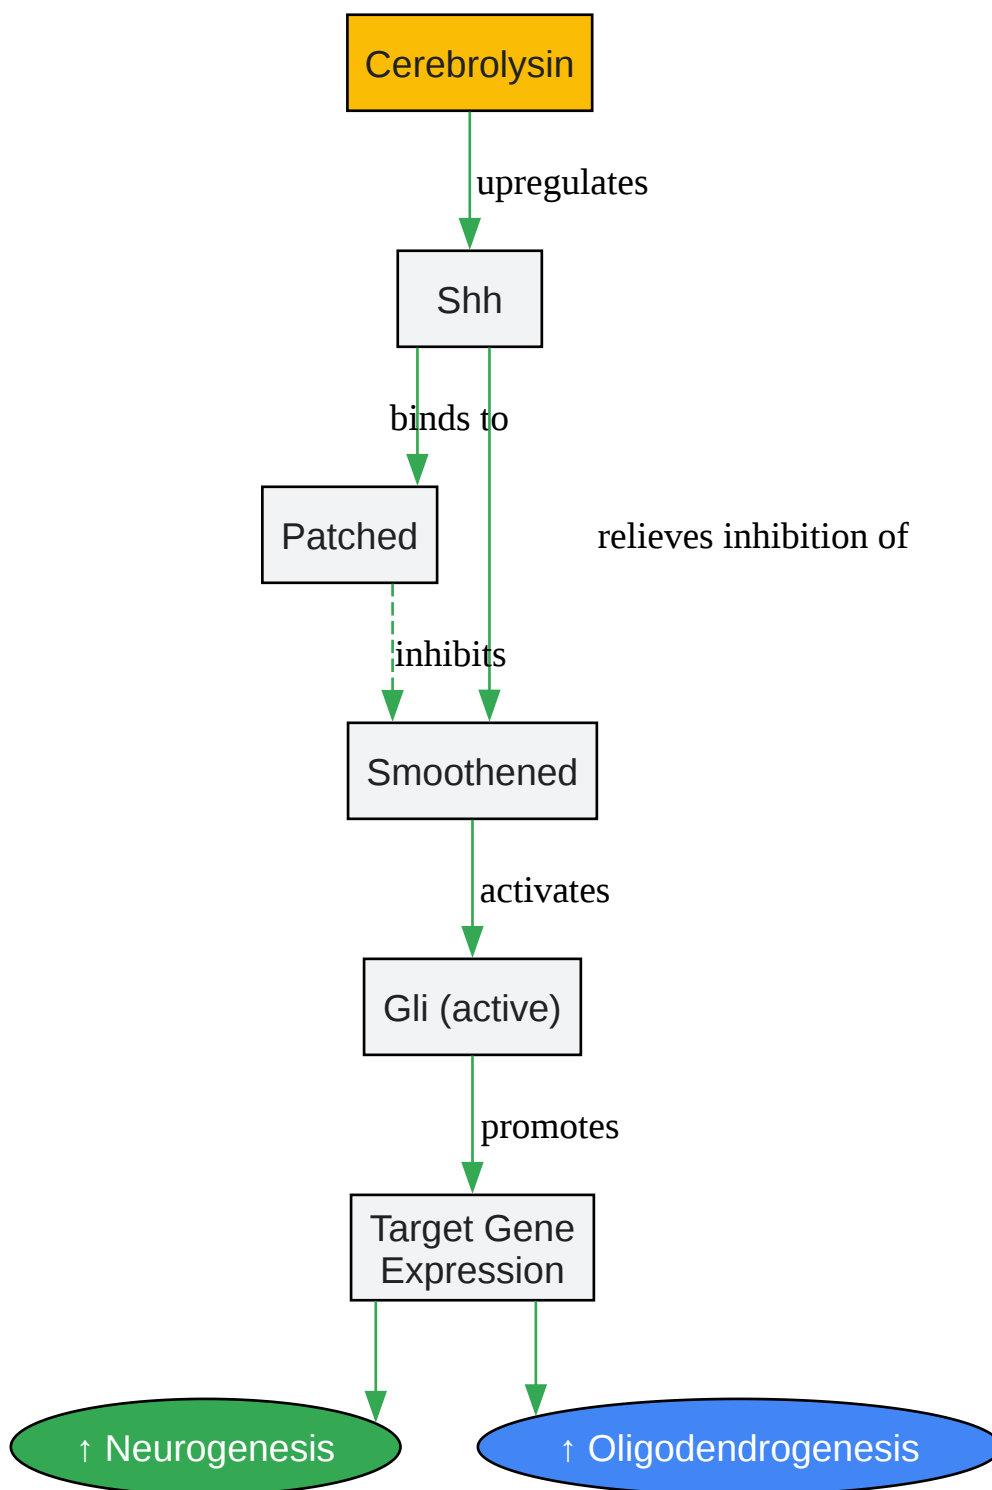 Cerebrolysin
upregulates
Shh
binds to
Patched
relieves inhibition of
inhibits
Smoothened
activates
Gli (active)
promotes
Target Gene
Expression
↑ Neurogenesis
↑ Oligodendrogenesis